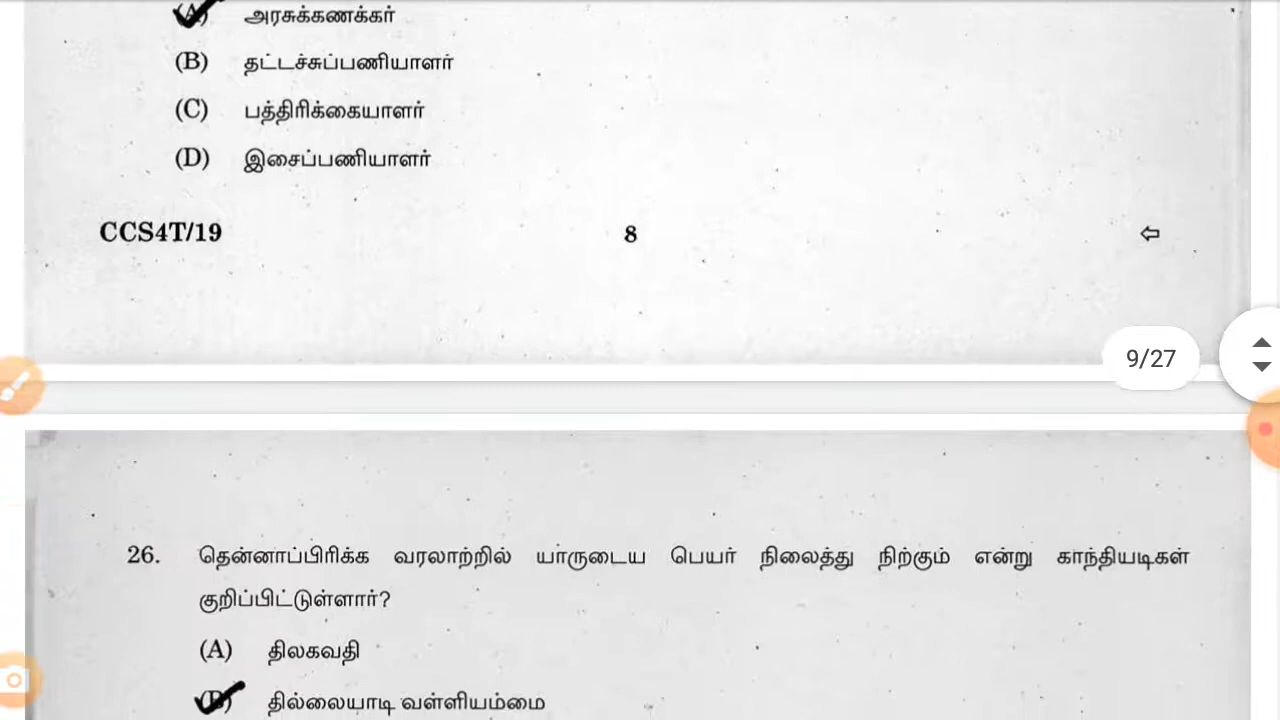 (A) அரசுக்கணக்கர்
(B) தட்டச்சுப்பணியாளர்
(C) பத்திரிக்கையாளர்
(D) இசைப்பணியாளர்
CCS4T/19 8 ⇦
9/27
26. தென்னாப்பிரிக்க வரலாற்றில் யாருடைய பெயர் நிலைத்து நிற்கும் என்று காந்தியடிகள்
குறிப்பிட்டுள்ளார்?
(A) திலகவதி
(B) தில்லையாடி வள்ளியம்மை